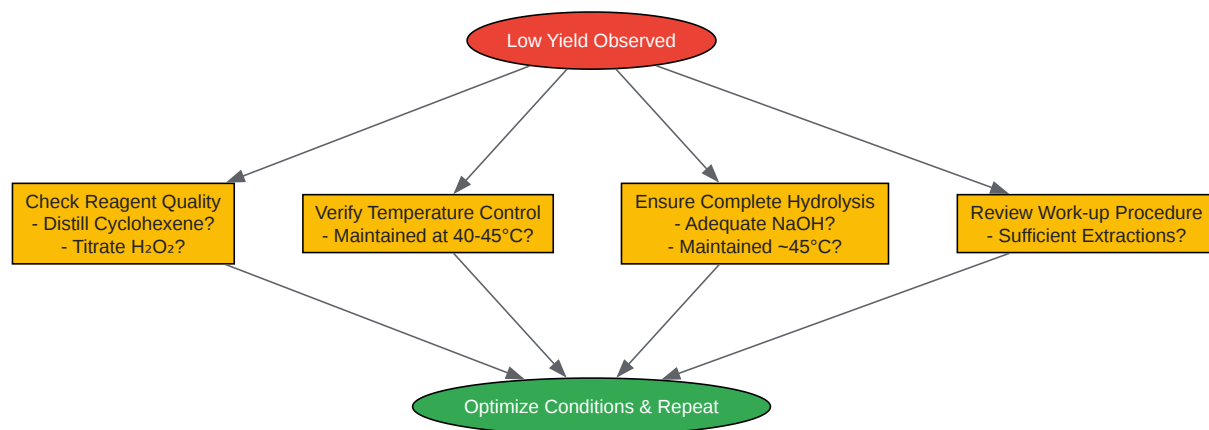 Low Yield Observed
Check Reagent Quality
- Distill Cyclohexene?
- Titrate H₂O₂?
Verify Temperature Control
- Maintained at 40-45°C?
Ensure Complete Hydrolysis
- Adequate NaOH?
- Maintained ~45°C?
Review Work-up Procedure
- Sufficient Extractions?
Optimize Conditions & Repeat